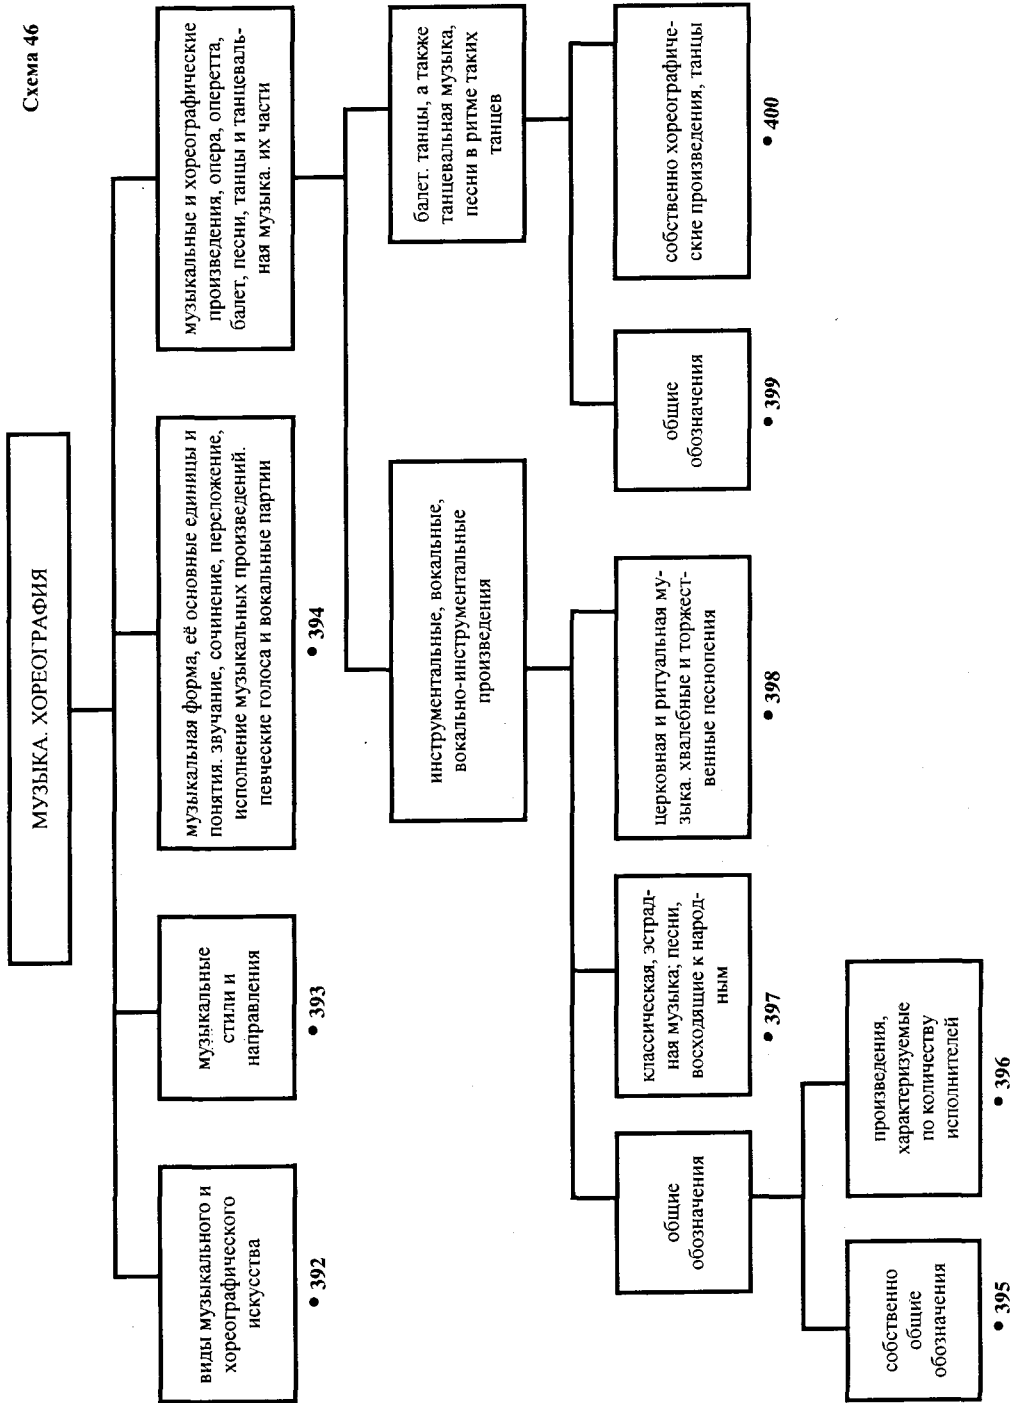 Схема 46
МУЗЫКА. ХОРЕОГРАФИЯ
виды музыкального и
хореографического
искусства
• 392
музыкальные
стили и
направления
• 393
музыкальная форма, её основные единицы и
понятия. звучание, сочинение, переложение,
исполнение музыкальных произведений.
певческие голоса и вокальные партии
• 394
музыкальные и хореографические
произведения, опера, оперетта,
балет, песни, танцы и танцеваль-
ная музыка. их части
инструментальные, вокальные,
вокально-инструментальные
произведения
балет. танцы, а также
танцевальная музыка,
песни в ритме таких
танцев
общие
обозначения
классическая, эстрад-
ная музыка; песни,
восходящие к народ-
ным
• 397
церковная и ритуальная му-
зыка. хвалебные и торжест-
венные песнопения
• 398
общие
обозначения
• 399
собственно хореографиче-
ские произведения, танцы
• 400
собственно
общие
обозначения
• 395
произведения,
характеризуемые
по количеству
исполнителей
• 396